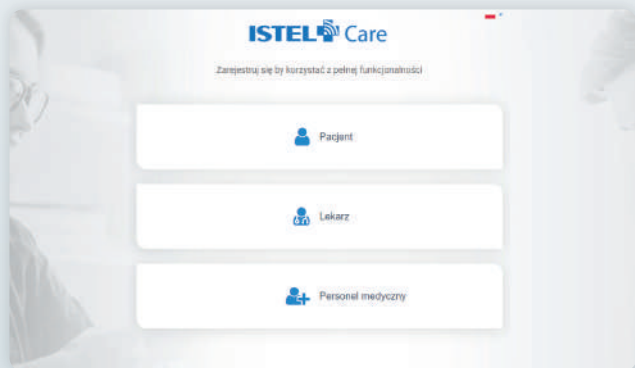 ISTEL Care
Zarejestruj się by korzystać z pełnej funkcjonalności
Pacjent
Lekarz
Personel medyczny